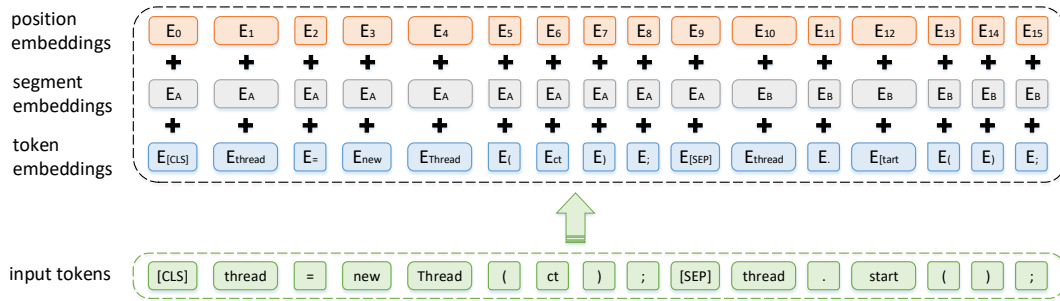 position embeddings E0 E1 E2 E3 E4 E5 E6 E7 E8 E9 E10 E11 E12 E13 E14 E15
+ + + + + + + + + + + + + + + +
segment embeddings EA EA EA EA EA EA EA EA EA EA EB EB EB EB EB EB
+ + + + + + + + + + + + + + + +
token embeddings E[CLS] Ethread E= Enew EThread E( Ect E) E; E[SEP] Ethread E. E[tart E( E) E;
input tokens [CLS] thread = new Thread ( ct ) ; [SEP] thread . start ( ) ;